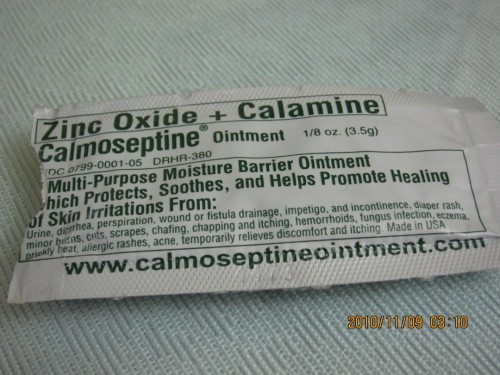 Zinc Oxide + Calamine
Calmoseptine® Ointment 1/8 oz. (3.5g)
NDC 0799-0001-05 DRHR-380
Multi-Purpose Moisture Barrier Ointment
which Protects, Soothes, and Helps Promote Healing
of Skin Irritations From:
Urine, diarrhea, perspiration, wound or fistula drainage, impetigo, and incontinence, diaper rash,
minor burns, cuts, scrapes, chafing, chapping and itching, hemorrhoids, fungus infection, eczema,
prickly heat, allergic rashes, acne, temporarily relieves discomfort and itching. Made in USA
www.calmoseptineointment.com
2010/11/09 03:10